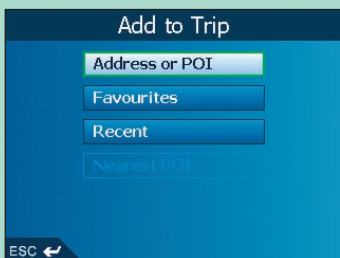 Add to Trip
Address or POI
Favourites
Recent
Nearest POI
ESC